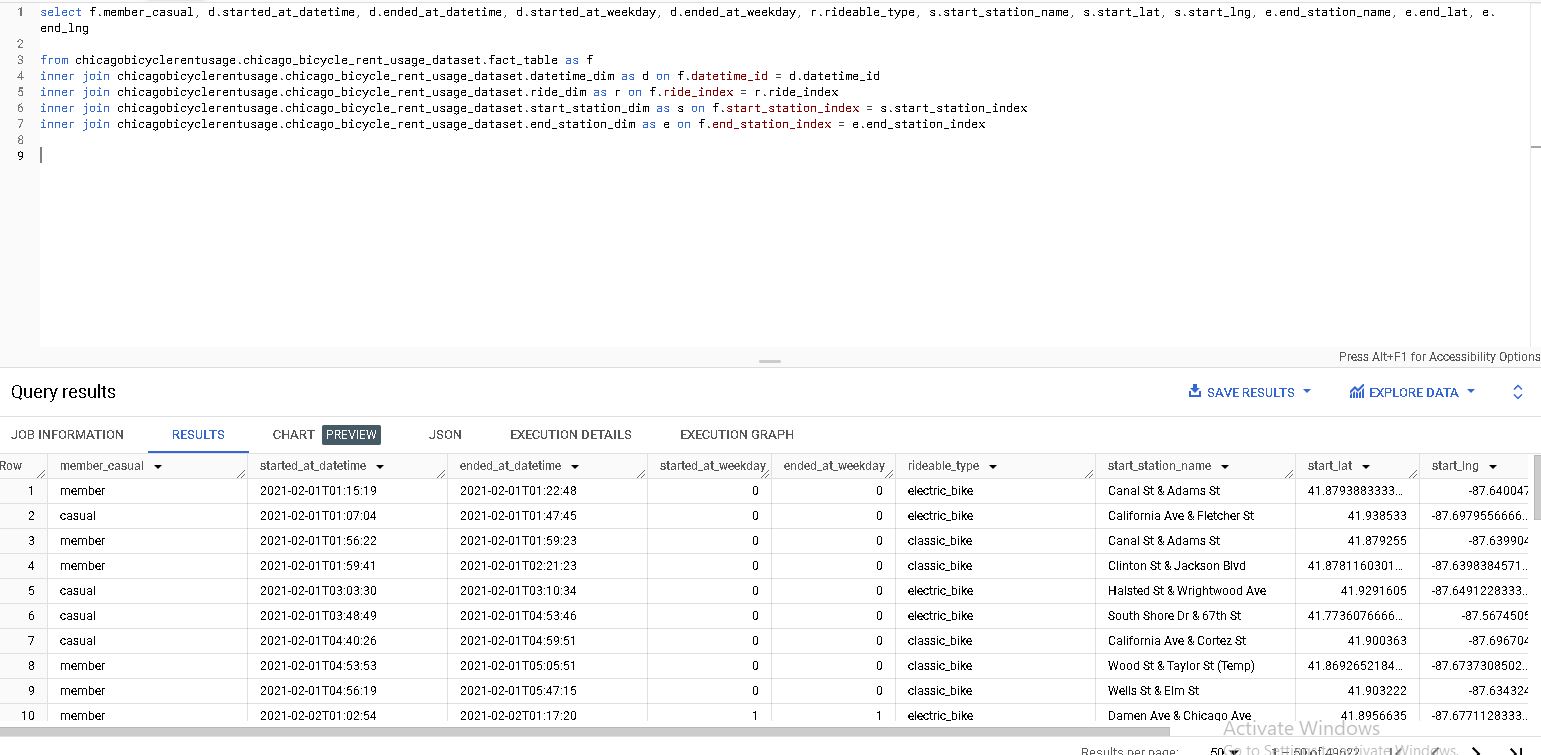 1 select f.member_casual, d.started_at_datetime, d.ended_at_datetime, d.started_at_weekday, d.ended_at_weekday, r.rideable_type, s.start_station_name, s.start_lat, s.start_lng, e.end_station_name, e.end_lat, e.
end_lng
2
3 from chicagobicyclerentusage.chicago_bicycle_rent_usage_dataset.fact_table as f
4 inner join chicagobicyclerentusage.chicago_bicycle_rent_usage_dataset.datetime_dim as d on f.datetime_id = d.datetime_id
5 inner join chicagobicyclerentusage.chicago_bicycle_rent_usage_dataset.ride_dim as r on f.ride_index = r.ride_index
6 inner join chicagobicyclerentusage.chicago_bicycle_rent_usage_dataset.start_station_dim as s on f.start_station_index = s.start_station_index
7 inner join chicagobicyclerentusage.chicago_bicycle_rent_usage_dataset.end_station_dim as e on f.end_station_index = e.end_station_index
8
9
Press Alt+F1 for Accessibility Options
Query results SAVE RESULTS EXPLORE DATA
JOB INFORMATION RESULTS CHART PREVIEW JSON EXECUTION DETAILS EXECUTION GRAPH
Row member_casual started_at_datetime ended_at_datetime started_at_weekday ended_at_weekday rideable_type start_station_name start_lat start_lng
1 member 2021-02-01T01:15:19 2021-02-01T01:22:48 0 0 electric_bike Canal St & Adams St 41.8793883333... -87.640047
2 casual 2021-02-01T01:07:04 2021-02-01T01:47:45 0 0 electric_bike California Ave & Fletcher St 41.938533 -87.6979556666..
3 member 2021-02-01T01:56:22 2021-02-01T01:59:23 0 0 classic_bike Canal St & Adams St 41.879255 -87.639904
4 member 2021-02-01T01:59:41 2021-02-01T02:21:23 0 0 classic_bike Clinton St & Jackson Blvd 41.8781160301... -87.6398384571..
5 casual 2021-02-01T03:03:30 2021-02-01T03:10:34 0 0 electric_bike Halsted St & Wrightwood Ave 41.9291605 -87.6491228333..
6 casual 2021-02-01T03:48:49 2021-02-01T04:53:46 0 0 electric_bike South Shore Dr & 67th St 41.7736076666... -87.5674505
7 casual 2021-02-01T04:40:26 2021-02-01T04:59:51 0 0 classic_bike California Ave & Cortez St 41.900363 -87.696704
8 member 2021-02-01T04:53:53 2021-02-01T05:05:51 0 0 classic_bike Wood St & Taylor St (Temp) 41.8692652184... -87.6737308502..
9 member 2021-02-01T04:56:19 2021-02-01T05:47:15 0 0 classic_bike Wells St & Elm St 41.903222 -87.634324
10 member 2021-02-02T01:02:54 2021-02-02T01:17:20 1 1 electric_bike Damen Ave & Chicago Ave 41.8956635 -87.6771128333..
Activate Windows
Results per page: 50 1 - 50 of 49622
Go to Settings to activate Windows.